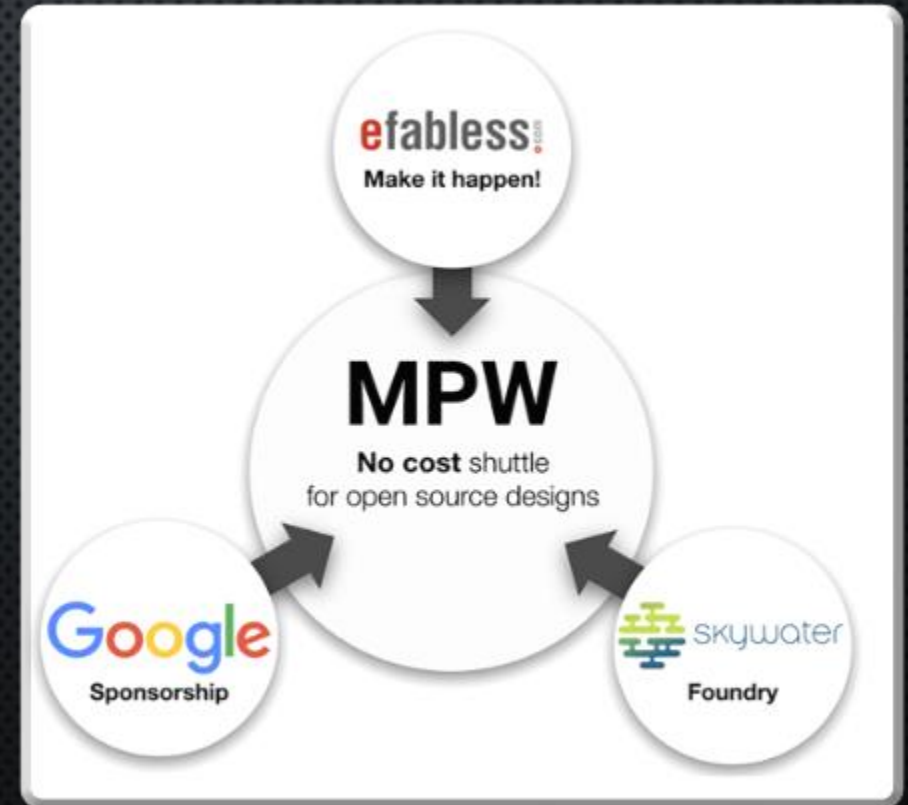 efabless.com
Make it happen!
MPW
No cost shuttle
for open source designs
Google
Sponsorship
skywater
Foundry